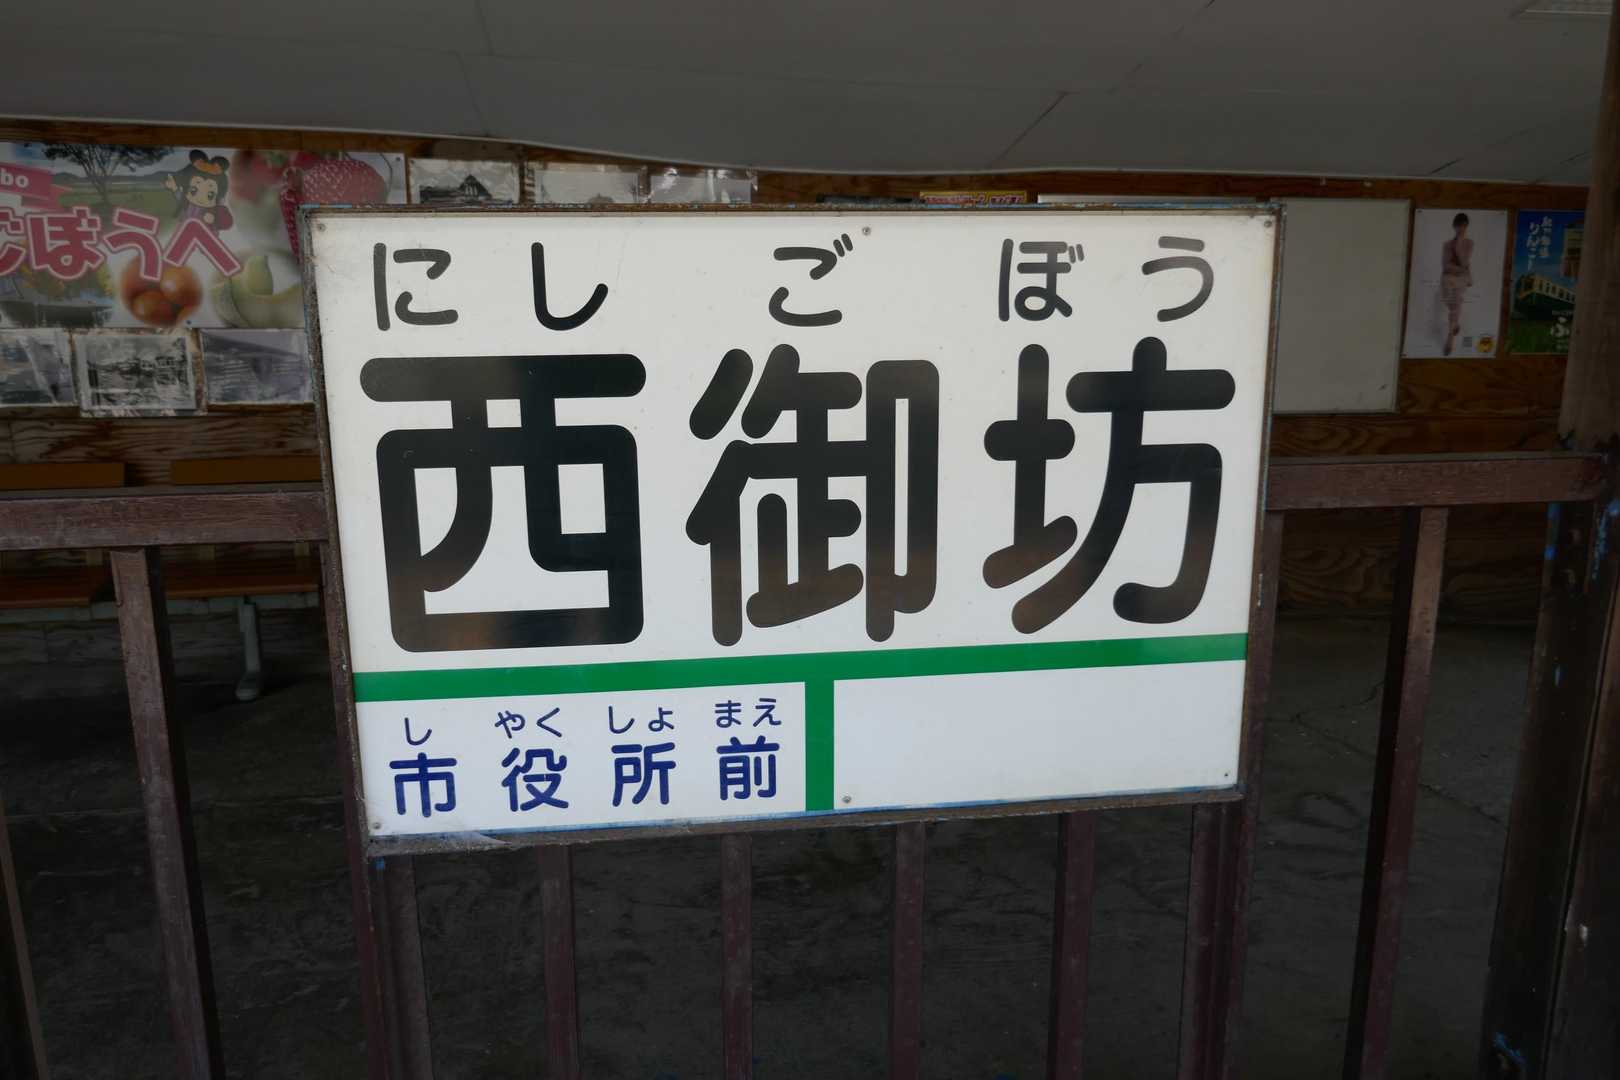 ごぼうへ
にしごぼう
西御坊
しやくしょまえ
市役所前